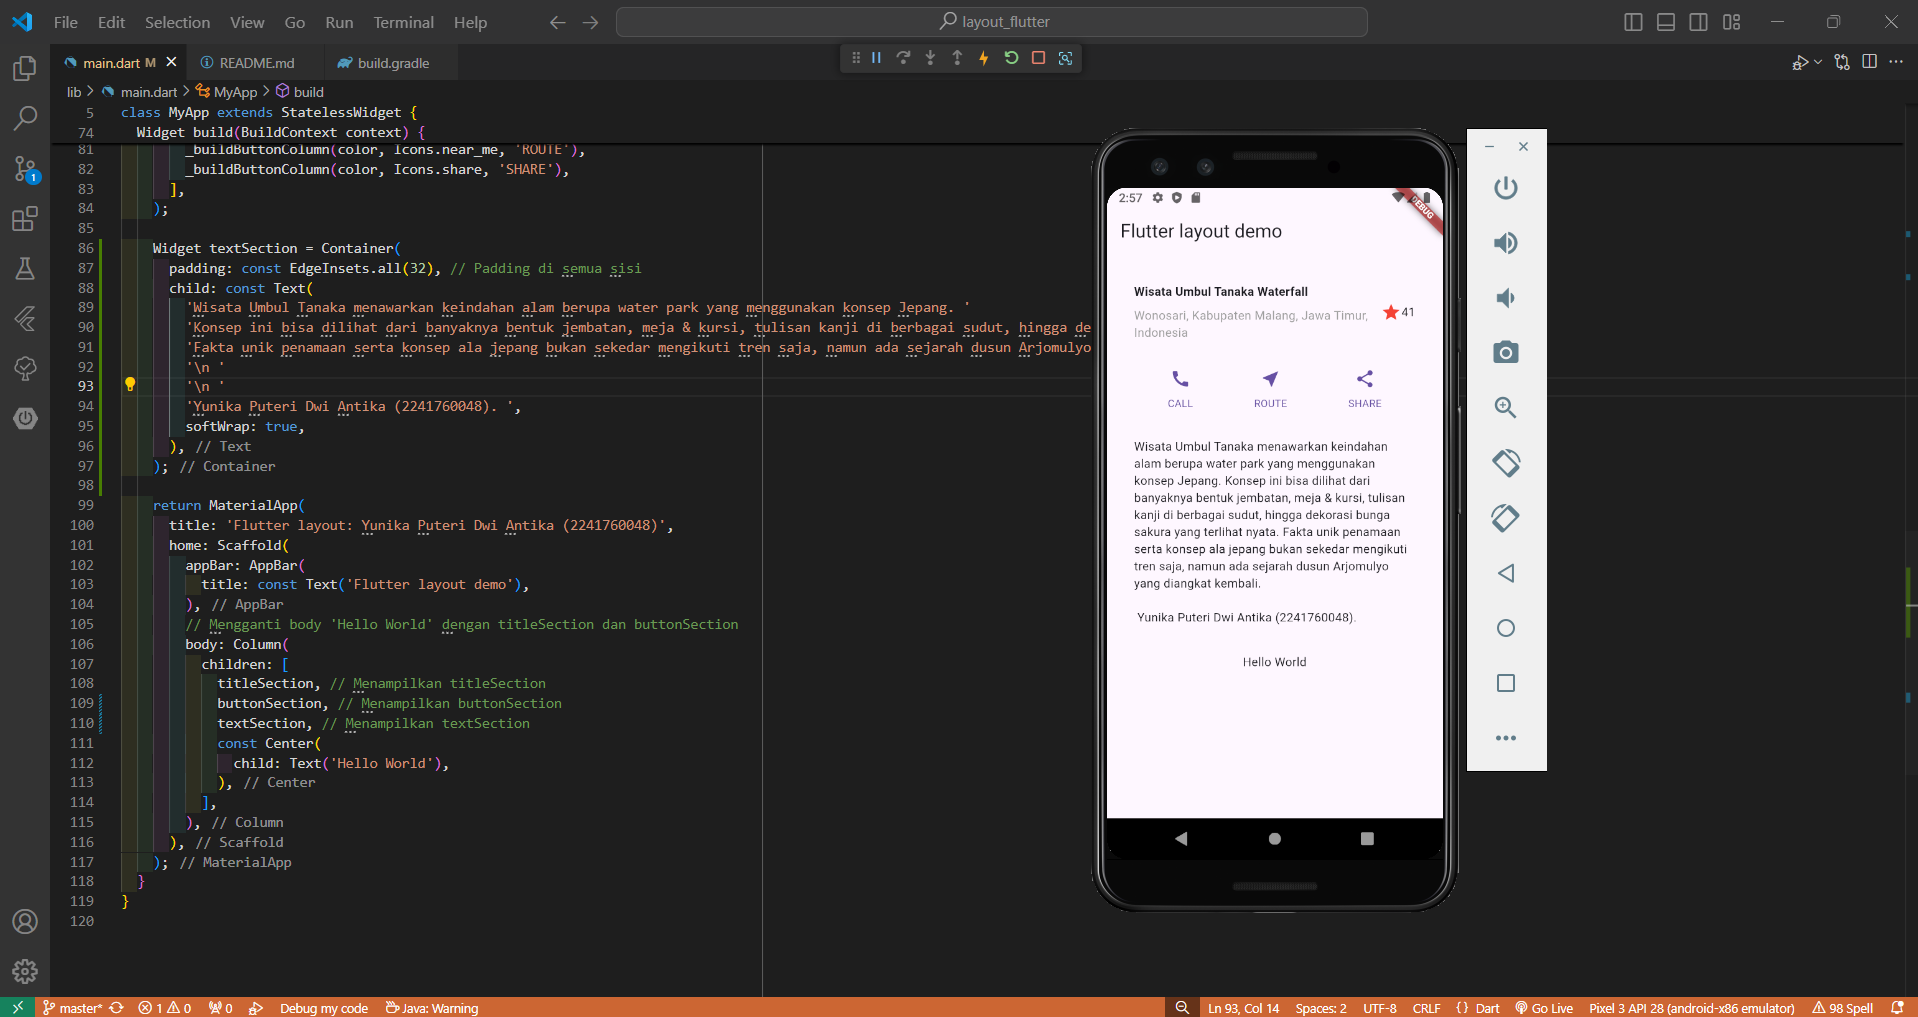 File Edit Selection View Go Run Terminal Help
layout_flutter
main.dart M
README.md
build.gradle
lib > main.dart > MyApp > build
5 class MyApp extends StatelessWidget {
74 Widget build(BuildContext context) {
81 _buildButtonColumn(color, Icons.near_me, 'ROUTE'),
82 _buildButtonColumn(color, Icons.share, 'SHARE'),
83 ],
84 );
85
86 Widget textSection = Container(
87 padding: const EdgeInsets.all(32), // Padding di semua sisi
88 child: const Text(
89 'Wisata Umbul Tanaka menawarkan keindahan alam berupa water park yang menggunakan konsep Jepang. '
90 'Konsep ini bisa dilihat dari banyaknya bentuk jembatan, meja & kursi, tulisan kanji di berbagai sudut, hingga de
91 'Fakta unik penamaan serta konsep ala jepang bukan sekedar mengikuti tren saja, namun ada sejarah dusun Arjomulyo
92 '\n '
93 '\n '
94 'Yunika Puteri Dwi Antika (2241760048). ',
95 softWrap: true,
96 ), // Text
97 ); // Container
98
99 return MaterialApp(
100 title: 'Flutter layout: Yunika Puteri Dwi Antika (2241760048)',
101 home: Scaffold(
102 appBar: AppBar(
103 title: const Text('Flutter layout demo'),
104 ), // AppBar
105 // Mengganti body 'Hello World' dengan titleSection dan buttonSection
106 body: Column(
107 children: [
108 titleSection, // Menampilkan titleSection
109 buttonSection, // Menampilkan buttonSection
110 textSection, // Menampilkan textSection
111 const Center(
112 child: Text('Hello World'),
113 ), // Center
114 ],
115 ), // Column
116 ), // Scaffold
117 ); // MaterialApp
118 }
119 }
120
2:57
DEBUG
Flutter layout demo
Wisata Umbul Tanaka Waterfall
Wonosari, Kabupaten Malang, Jawa Timur,
Indonesia
41
CALL ROUTE SHARE
Wisata Umbul Tanaka menawarkan keindahan
alam berupa water park yang menggunakan
konsep Jepang. Konsep ini bisa dilihat dari
banyaknya bentuk jembatan, meja & kursi, tulisan
kanji di berbagai sudut, hingga dekorasi bunga
sakura yang terlihat nyata. Fakta unik penamaan
serta konsep ala jepang bukan sekedar mengikuti
tren saja, namun ada sejarah dusun Arjomulyo
yang diangkat kembali.
Yunika Puteri Dwi Antika (2241760048).
Hello World
1
master* 1 0 0 Debug my code Java: Warning
Ln 93, Col 14 Spaces: 2 UTF-8 CRLF {} Dart Go Live Pixel 3 API 28 (android-x86 emulator) 98 Spell